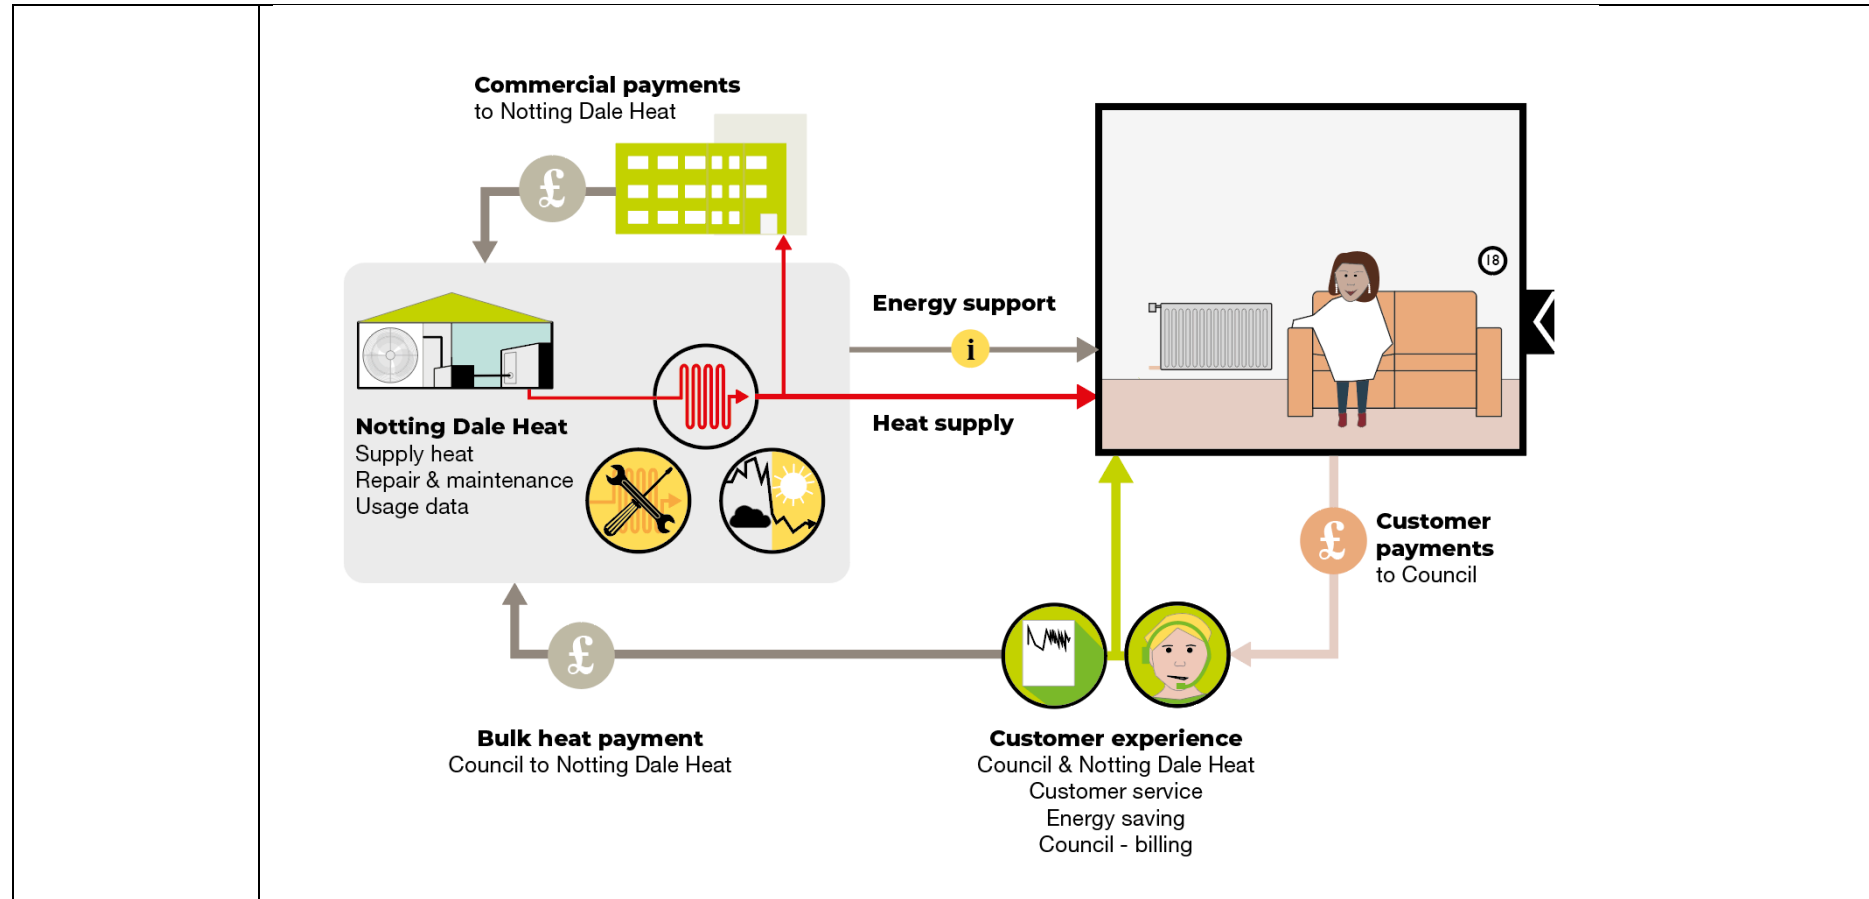 Commercial payments
to Notting Dale Heat
£
18
Energy support
i
Heat supply
Notting Dale Heat
Supply heat
Repair & maintenance
Usage data
£
Customer
payments
to Council
£
Bulk heat payment
Council to Notting Dale Heat
Customer experience
Council & Notting Dale Heat
Customer service
Energy saving
Council - billing